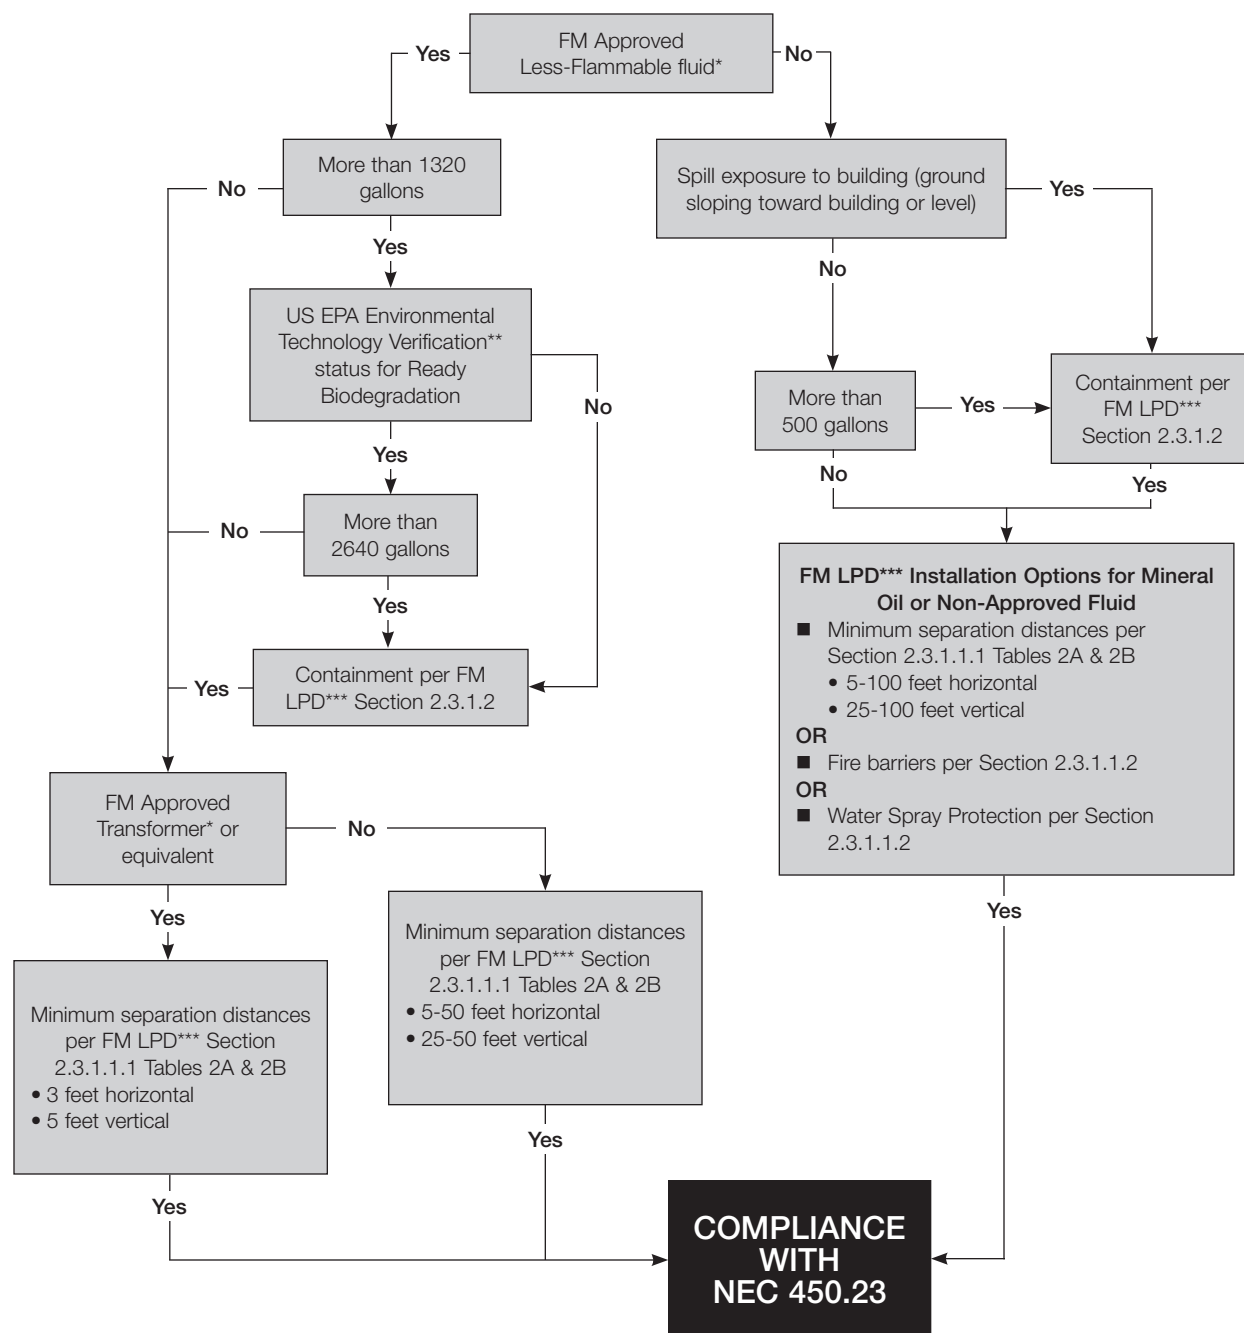 FM Approved
Less-Flammable fluid*
Yes
No
More than 1320
gallons
No
Yes
Spill exposure to building (ground
sloping toward building or level)
Yes
No
US EPA Environmental
Technology Verification**
status for Ready
Biodegradation
No
Yes
More than
500 gallons
Yes
No
Containment per
FM LPD***
Section 2.3.1.2
Yes
More than
2640 gallons
No
Yes
Containment per FM
LPD*** Section 2.3.1.2
Yes
FM LPD*** Installation Options for Mineral
Oil or Non-Approved Fluid
■ Minimum separation distances per
Section 2.3.1.1.1 Tables 2A & 2B
• 5-100 feet horizontal
• 25-100 feet vertical
OR
■ Fire barriers per Section 2.3.1.1.2
OR
■ Water Spray Protection per Section
2.3.1.1.2
Yes
FM Approved
Transformer* or
equivalent
No
Yes
Minimum separation distances
per FM LPD*** Section
2.3.1.1.1 Tables 2A & 2B
• 5-50 feet horizontal
• 25-50 feet vertical
Yes
Minimum separation distances
per FM LPD*** Section
2.3.1.1.1 Tables 2A & 2B
• 3 feet horizontal
• 5 feet vertical
Yes
COMPLIANCE
WITH
NEC 450.23